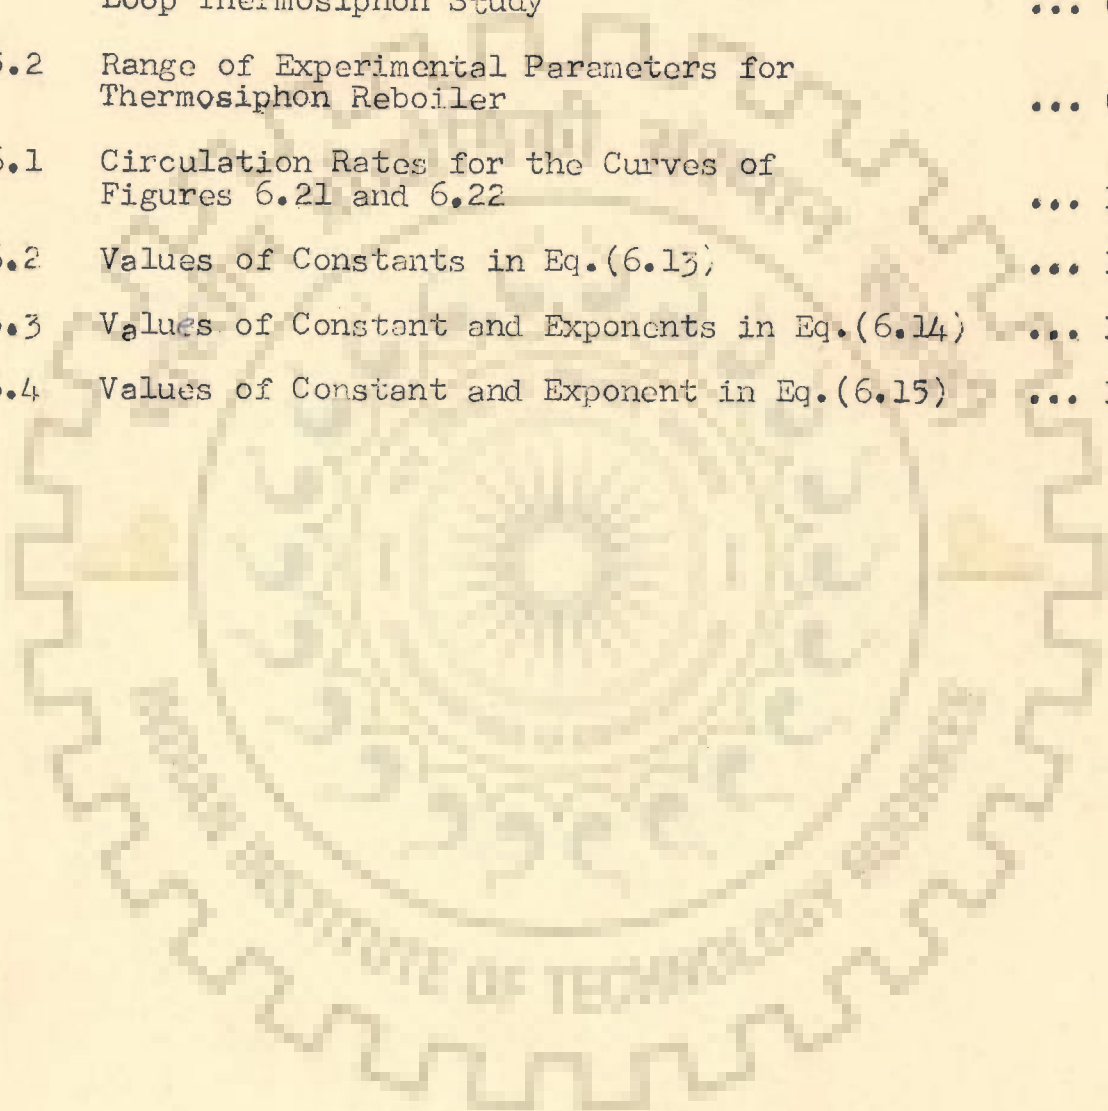 Loop Thermosiphon Study ...
.2 Range of Experimental Parameters for
Thermosiphon Reboiler ...
.1 Circulation Rates for the Curves of
Figures 6.21 and 6.22 ...
.2 Values of Constants in Eq.(6.13) ...
.3 Values of Constant and Exponents in Eq.(6.14) ...
.4 Values of Constant and Exponent in Eq.(6.15) ...
INSTITUTE OF TECHNOLOGY